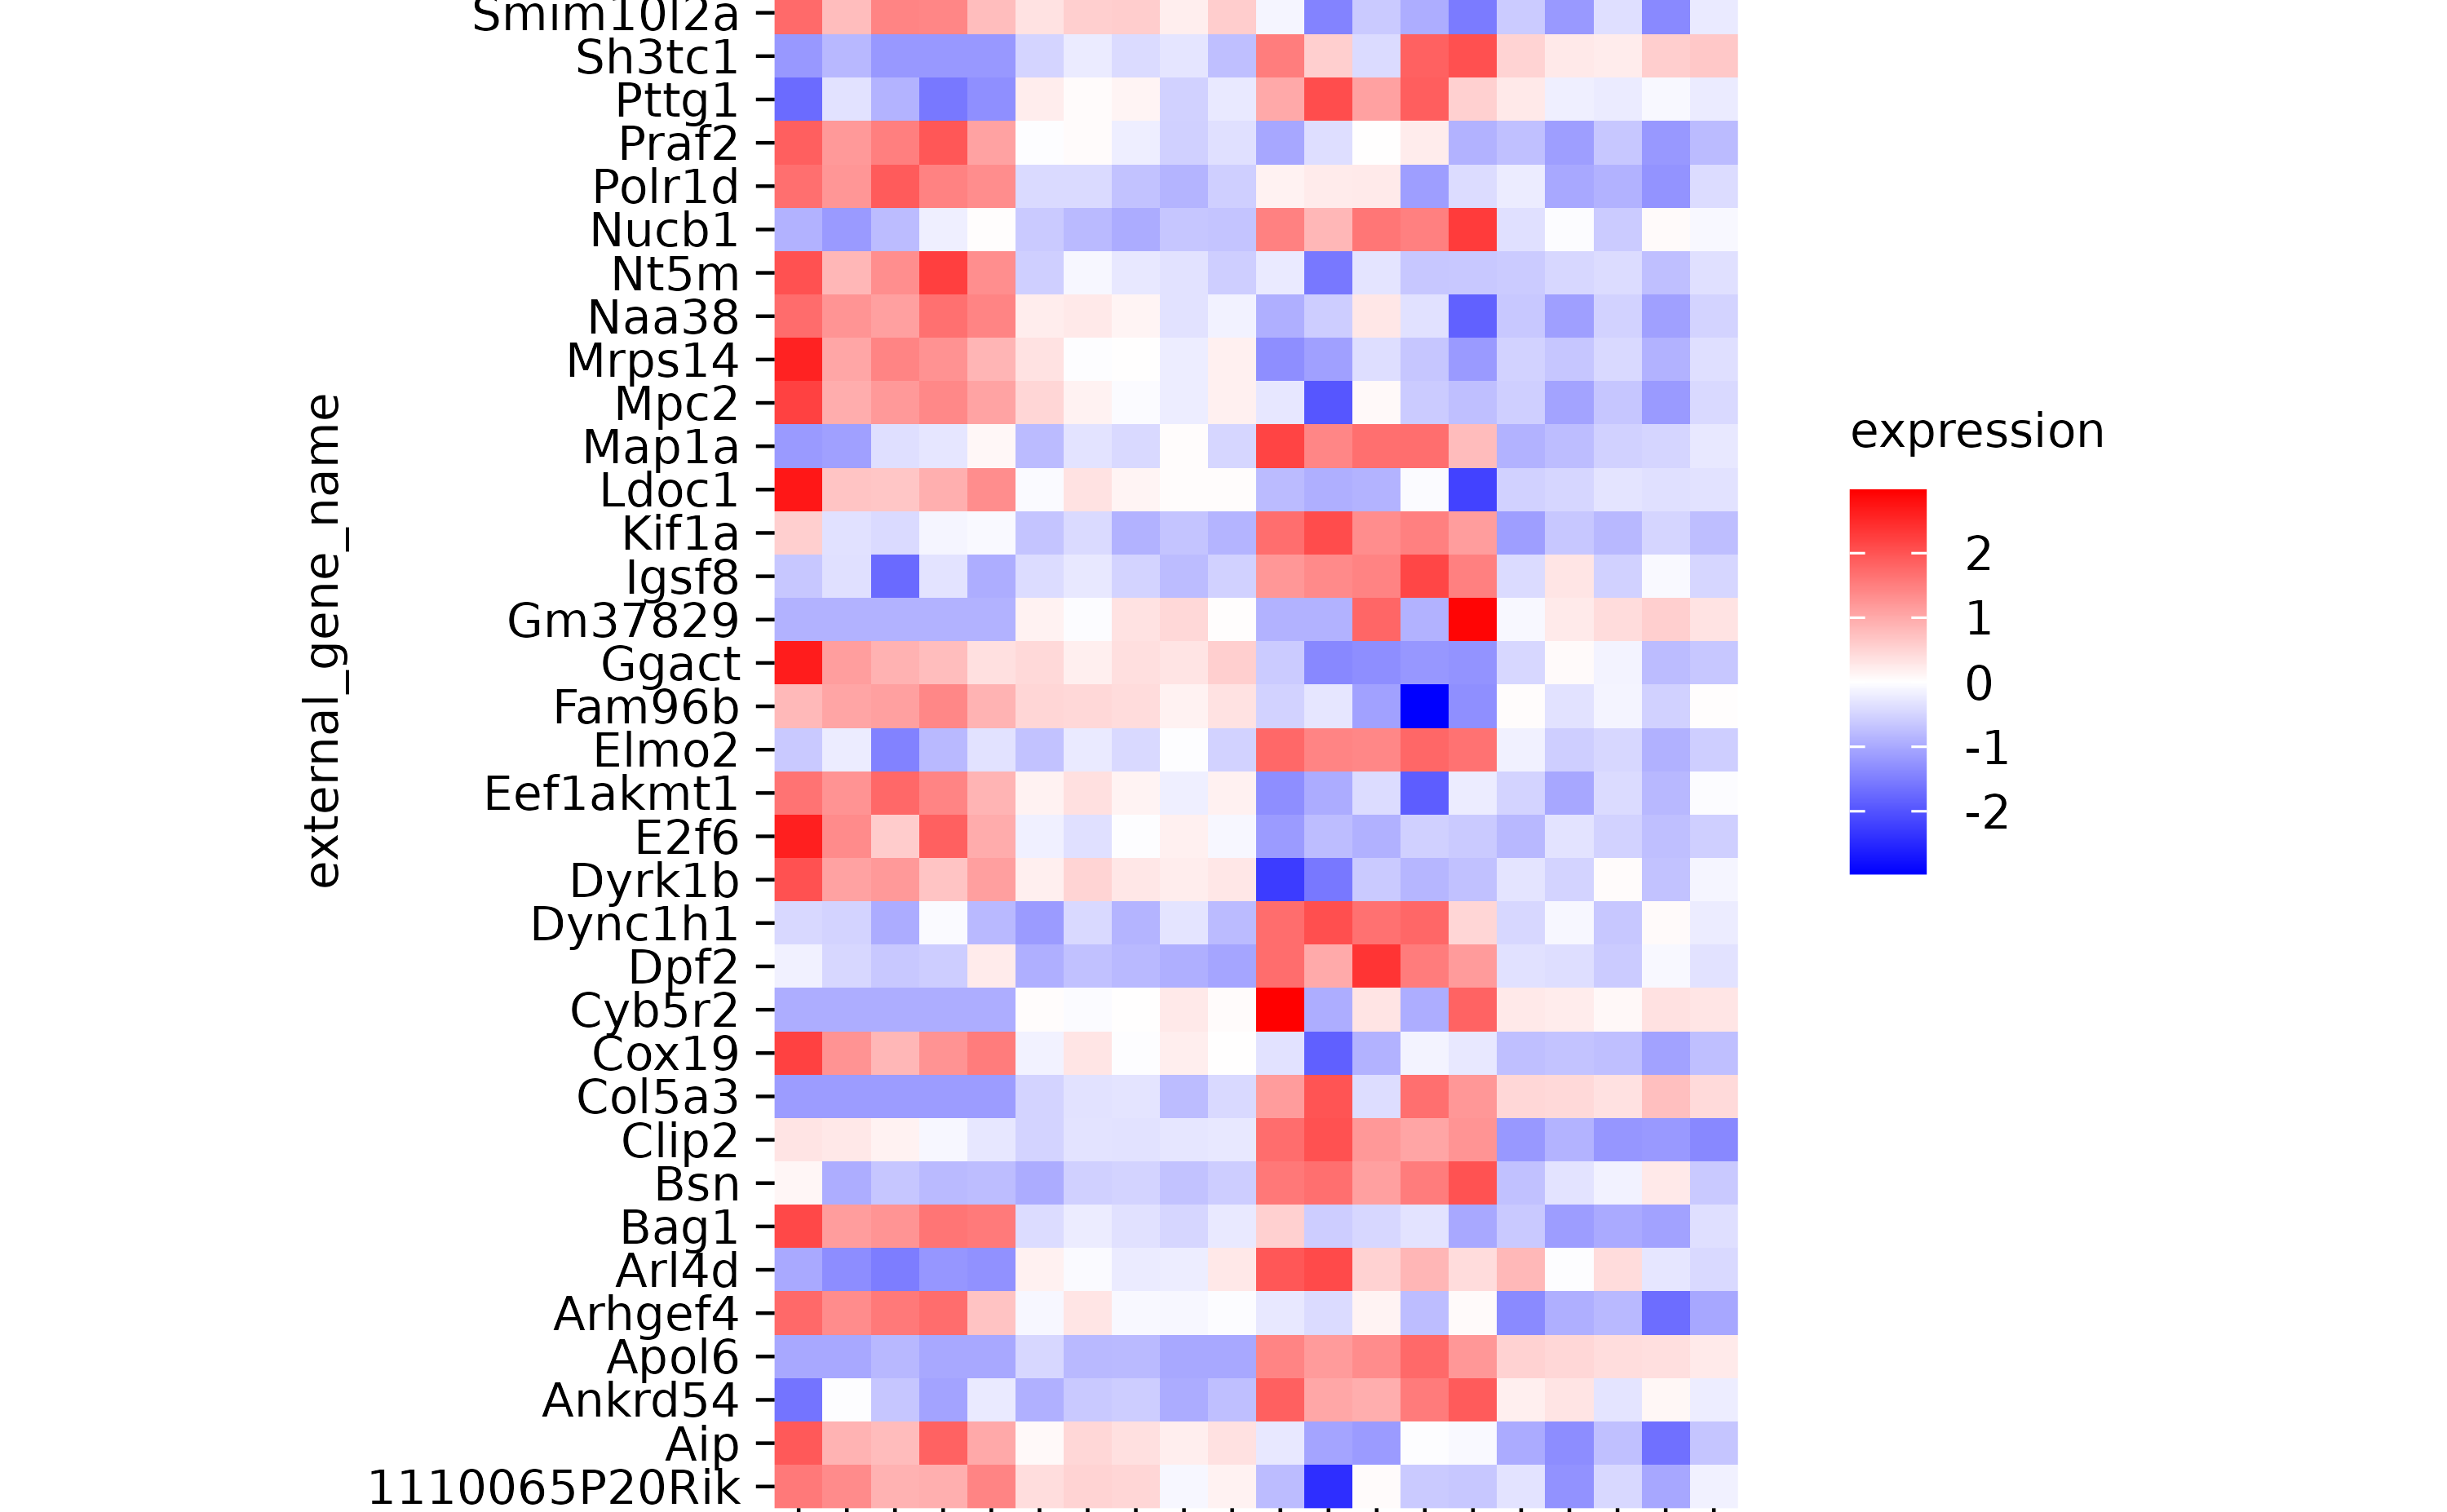 Smim10l2a
Sh3tc1
Pttg1
Praf2
Polr1d
Nucb1
Nt5m
Naa38
Mrps14
Mpc2
Map1a
Ldoc1
Kif1a
Igsf8
Gm37829
Ggact
Fam96b
Elmo2
Eef1akmt1
E2f6
Dyrk1b
Dync1h1
Dpf2
Cyb5r2
Cox19
Col5a3
Clip2
Bsn
Bag1
Arl4d
Arhgef4
Apol6
Ankrd54
Aip
1110065P20Rik
external_gene_name
expression
2
1
0
-1
-2